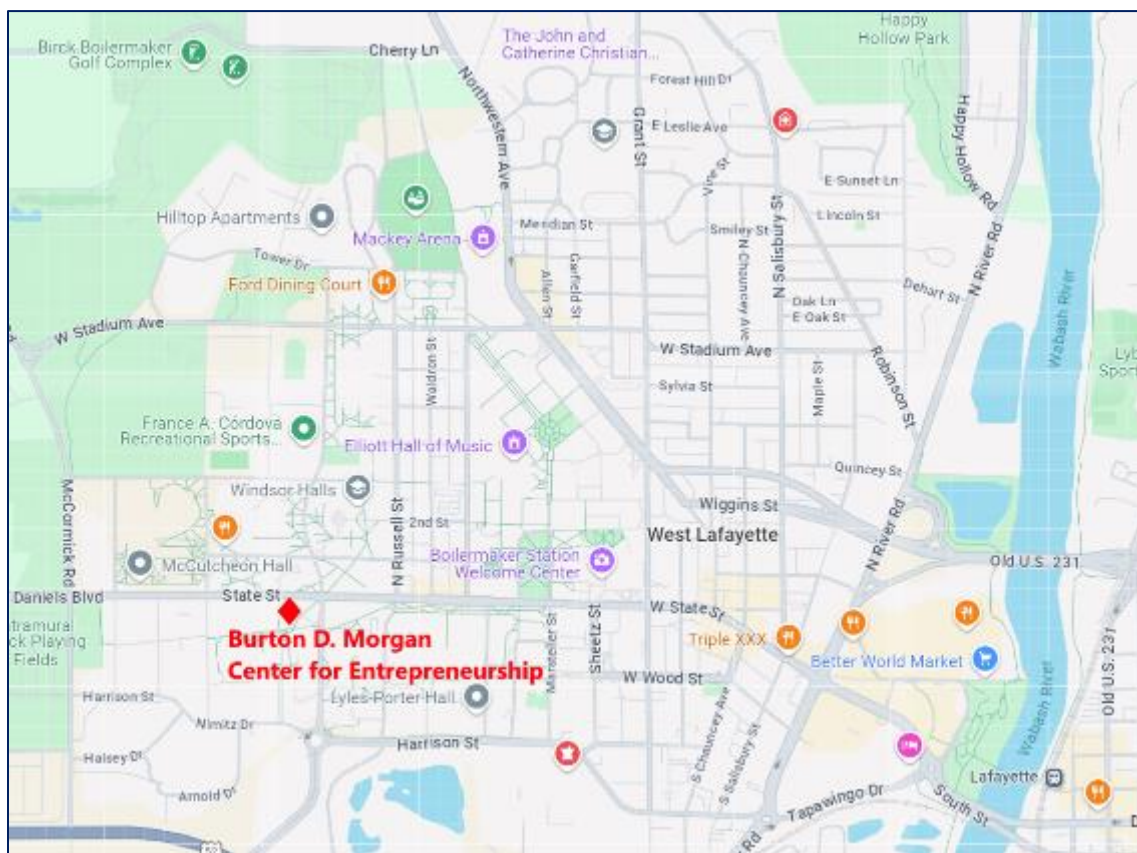 Birck Boilermaker
Golf Complex
Cherry Ln
The John and
Catherine Christian...
Happy
Hollow Park
Northwestern Ave
Forest Hill Dr
Grant St
E Leslie Ave
Happy Hollow Rd
Vine St
E Sunset Ln
Hilltop Apartments
Mackey Arena
Meridian St
Smiley St
Lincoln St
N Salisbury St
N Chauncey Ave
N River Rd
Tower Dr
Ford Dining Court
Allen St
Garfield St
Dehart St
Oak Ln
E Oak St
Wabash River
W Stadium Ave
W Stadium Ave
Waldron St
Sylvia St
Maple St
Robinson St
France A. Córdova
Recreational Sports...
Elliott Hall of Music
Quincey St
Windsor Halls
McCormick Rd
N Russell St
2nd St
Wiggins St
West Lafayette
N River Rd
Boilermaker Station
Welcome Center
Old U.S. 231
McCutcheon Hall
Daniels Blvd
State St
W State St
Burton D. Morgan
Center for Entrepreneurship
Marsteller St
Sheetz St
Triple XXX
Better World Market
Playing
Fields
W Wood St
Old U.S. 231
Wabash River
Harrison St
Lyles-Porter Hall
Nimitz Dr
Harrison St
S Chauncey Ave
S Salisbury St
Halsey Dr
Arnold Dr
Lafayette
Tapawingo Dr
South St
Rd